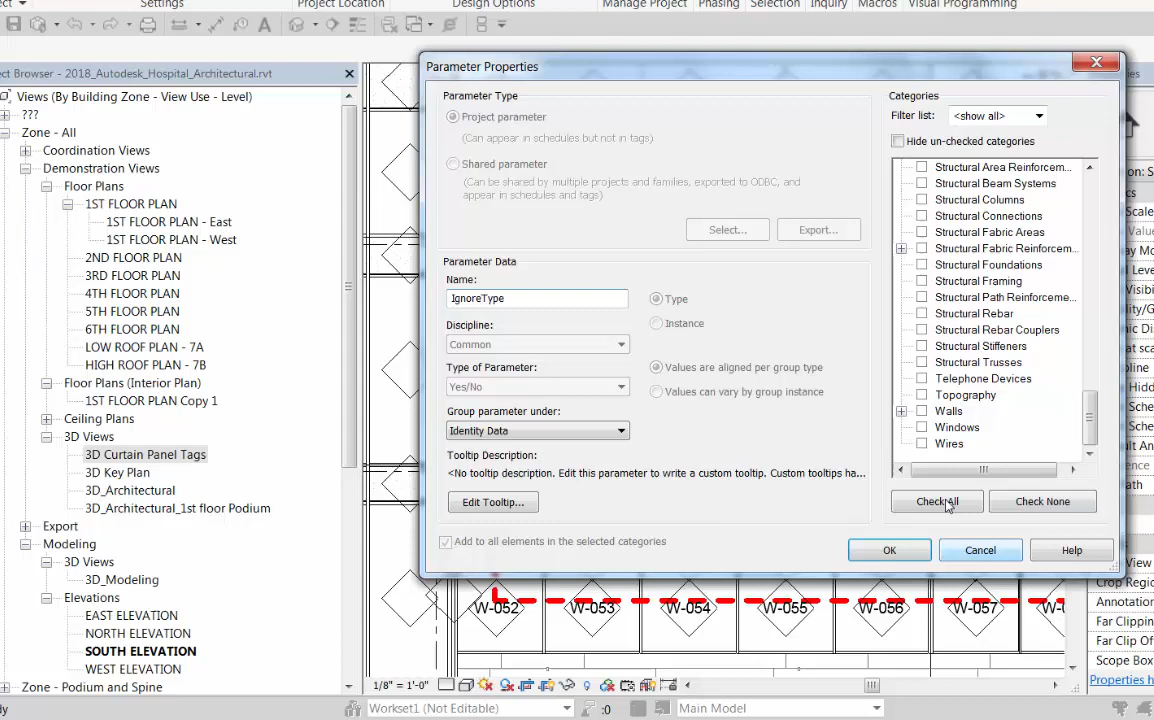 Settings
Project Location
Design Options
Manage Project
Phasing
Selection
Inquiry
Macros
Visual Programming
ect Browser - 2018_Autodesk_Hospital_Architectural.rvt
Views (By Building Zone - View Use - Level)
???
Zone - All
Coordination Views
Demonstration Views
Floor Plans
1ST FLOOR PLAN
1ST FLOOR PLAN - East
1ST FLOOR PLAN - West
2ND FLOOR PLAN
3RD FLOOR PLAN
4TH FLOOR PLAN
5TH FLOOR PLAN
6TH FLOOR PLAN
LOW ROOF PLAN - 7A
HIGH ROOF PLAN - 7B
Floor Plans (Interior Plan)
1ST FLOOR PLAN Copy 1
Ceiling Plans
3D Views
3D Curtain Panel Tags
3D Key Plan
3D_Architectural
3D_Architectural_1st floor Podium
Export
Modeling
3D Views
3D_Modeling
Elevations
EAST ELEVATION
NORTH ELEVATION
SOUTH ELEVATION
WEST ELEVATION
Zone - Podium and Spine
Parameter Properties
Parameter Type
Project parameter
(Can appear in schedules but not in tags)
Shared parameter
(Can be shared by multiple projects and families, exported to ODBC, and
appear in schedules and tags)
Select...
Export...
Parameter Data
Name:
IgnoreType
Type
Discipline:
Instance
Common
Type of Parameter:
Values are aligned per group type
Yes/No
Values can vary by group instance
Group parameter under:
Identity Data
Tooltip Description:
<No tooltip description. Edit this parameter to write a custom tooltip. Custom tooltips ha...
Edit Tooltip...
Add to all elements in the selected categories
Categories
Filter list:
<show all>
Hide un-checked categories
Structural Area Reinforcem...
Structural Beam Systems
Structural Columns
Structural Connections
Structural Fabric Areas
Structural Fabric Reinforcem...
Structural Foundations
Structural Framing
Structural Path Reinforceme...
Structural Rebar
Structural Rebar Couplers
Structural Stiffeners
Structural Trusses
Telephone Devices
Topography
Walls
Windows
Wires
Check All
Check None
OK
Cancel
Help
W-052
W-053
W-054
W-055
W-056
W-057
1/8" = 1'-0"
Workset1 (Not Editable)
:0
Main Model
Crop Regio
Annotation
Far Clippin
Far Clip Of
Scope Box
Properties h